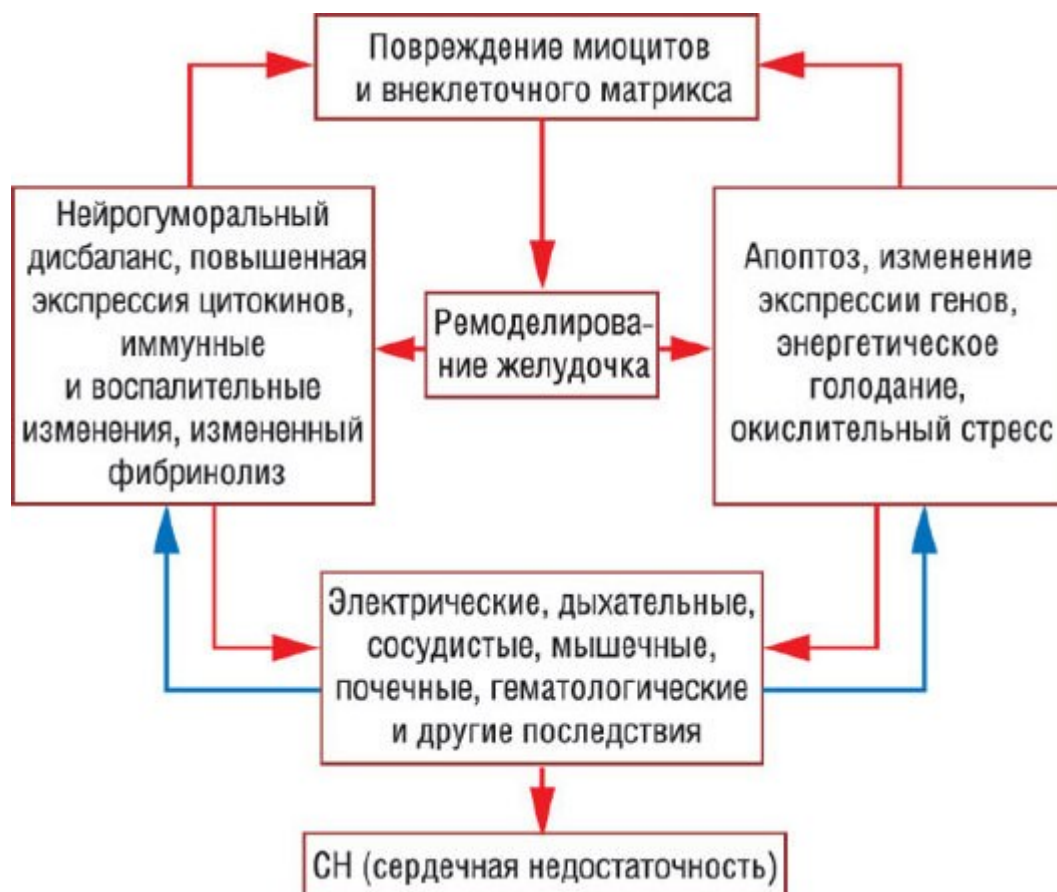 Повреждение миоцитов
и внеклеточного матрикса
Нейрогуморальный
дисбаланс, повышенная
экспрессия цитокинов,
иммунные
и воспалительные
изменения, измененный
фибринолиз
Ремоделирова-
ние желудочка
Апоптоз, изменение
экспрессии генов,
энергетическое
голодание,
окислительный стресс
Электрические, дыхательные,
сосудистые, мышечные,
почечные, гематологические
и другие последствия
СН (сердечная недостаточность)